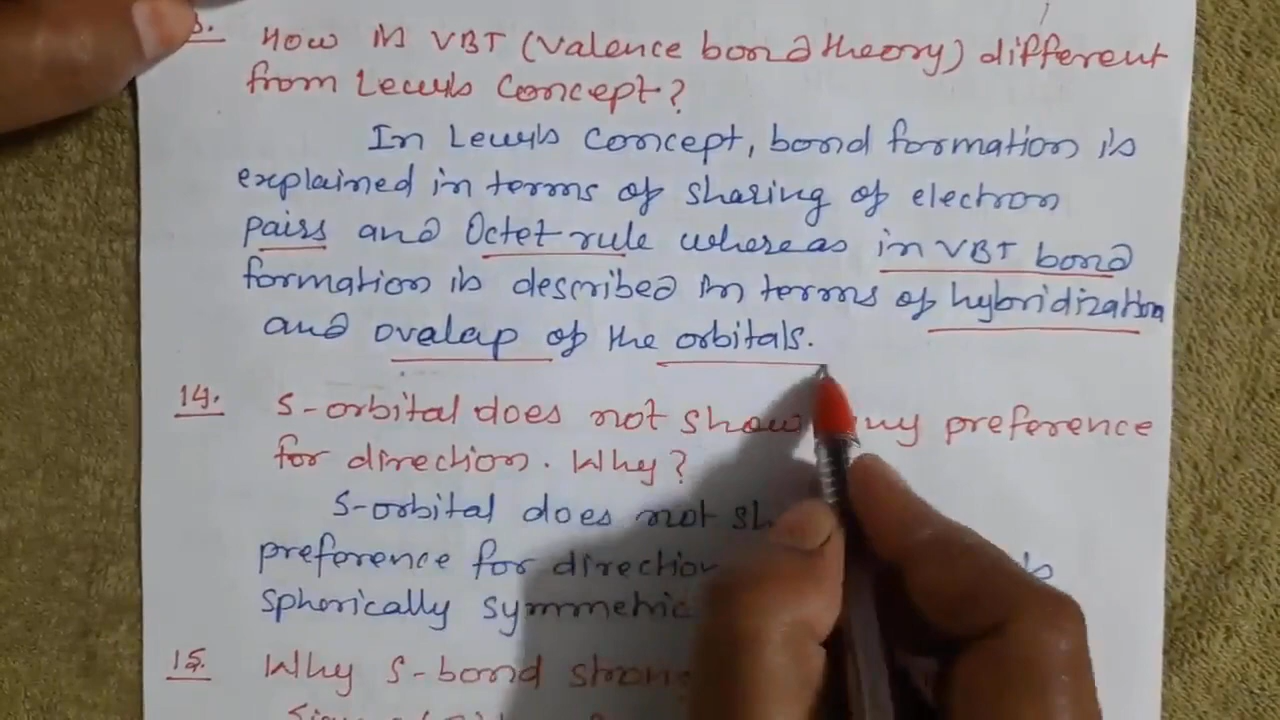 3. How is VBT (Valence bond theory) different
from Lewis Concept?
In Lewis Concept, bond formation is
explained in terms of sharing of electron
pairs and Octet rule whereas in VBT bond
formation is described in terms of hybridization
and ovalap of the orbitals.
14. S-orbital does not show any preference
for direction. Why?
S-orbital does not
preference for direction
Spherically symmetric
15. Why S-bond